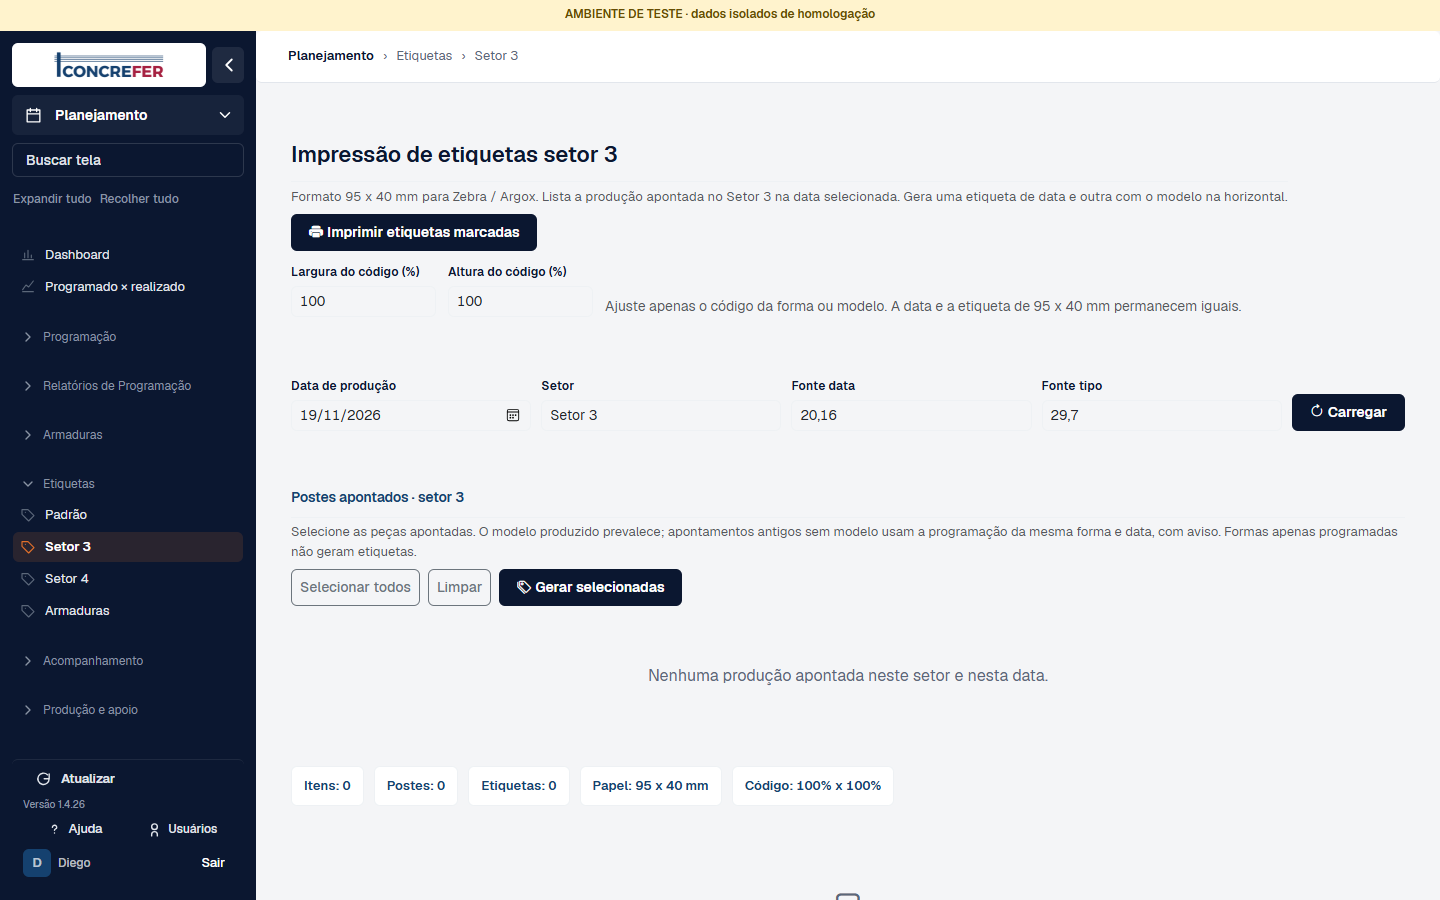 AMBIENTE DE TESTE · dados isolados de homologação
CONCREFER
Planejamento
Buscar tela
Expandir tudo Recolher tudo
Dashboard
Programado × realizado
Programação
Relatórios de Programação
Armaduras
Etiquetas
Padrão
Setor 3
Setor 4
Armaduras
Acompanhamento
Produção e apoio
Atualizar
Versão 1.4.26
? Ajuda Usuários
D Diego Sair
Planejamento › Etiquetas › Setor 3
Impressão de etiquetas setor 3
Formato 95 x 40 mm para Zebra / Argox. Lista a produção apontada no Setor 3 na data selecionada. Gera uma etiqueta de data e outra com o modelo na horizontal.
Imprimir etiquetas marcadas
Largura do código (%) Altura do código (%)
100 100 Ajuste apenas o código da forma ou modelo. A data e a etiqueta de 95 x 40 mm permanecem iguais.
Data de produção Setor Fonte data Fonte tipo
19/11/2026 Setor 3 20,16 29,7 Carregar
Postes apontados · setor 3
Selecione as peças apontadas. O modelo produzido prevalece; apontamentos antigos sem modelo usam a programação da mesma forma e data, com aviso. Formas apenas programadas
não geram etiquetas.
Selecionar todos Limpar Gerar selecionadas
Nenhuma produção apontada neste setor e nesta data.
Itens: 0 Postes: 0 Etiquetas: 0 Papel: 95 x 40 mm Código: 100% x 100%